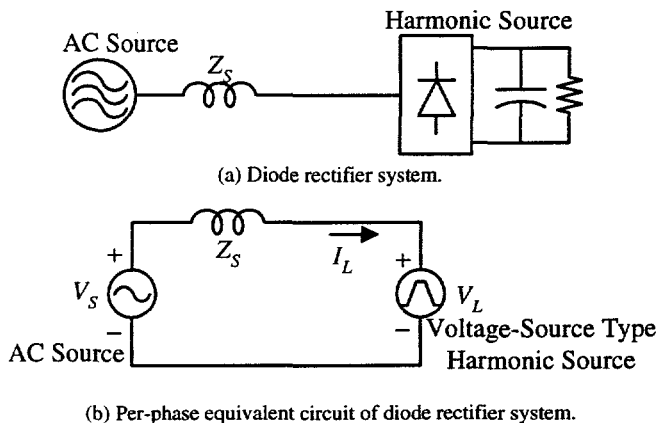 Harmonic Source
AC Source
Z_S
(a) Diode rectifier system.
+
Z_S
I_L
+
V_S
V_L
−
−
Voltage-Source Type
AC Source
Harmonic Source
(b) Per-phase equivalent circuit of diode rectifier system.